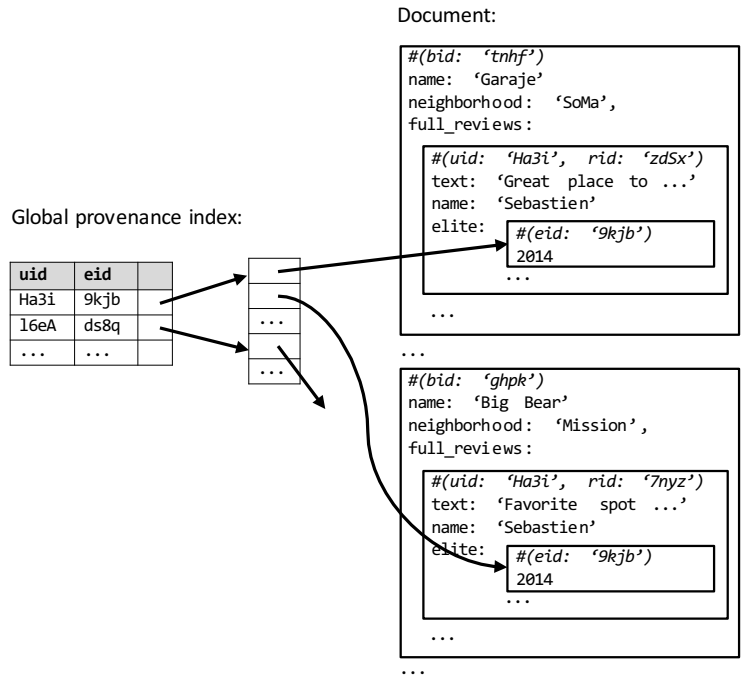 Document:
#(bid: ‘tnhf’)
name: ‘Garaje’
neighborhood: ‘SoMa’,
full_reviews:
#(uid: ‘Ha3i’, rid: ‘zdSx’)
text: ‘Great place to ...’
name: ‘Sebastien’
elite:
#(eid: ‘9kjb’)
2014
...
...
...
Global provenance index:
uid eid
Ha3i 9kjb
l6eA ds8q
... ...
...
...
#(bid: ‘ghpk’)
name: ‘Big Bear’
neighborhood: ‘Mission’,
full_reviews:
#(uid: ‘Ha3i’, rid: ‘7nyz’)
text: ‘Favorite spot ...’
name: ‘Sebastien’
elite:
#(eid: ‘9kjb’)
2014
...
...
...